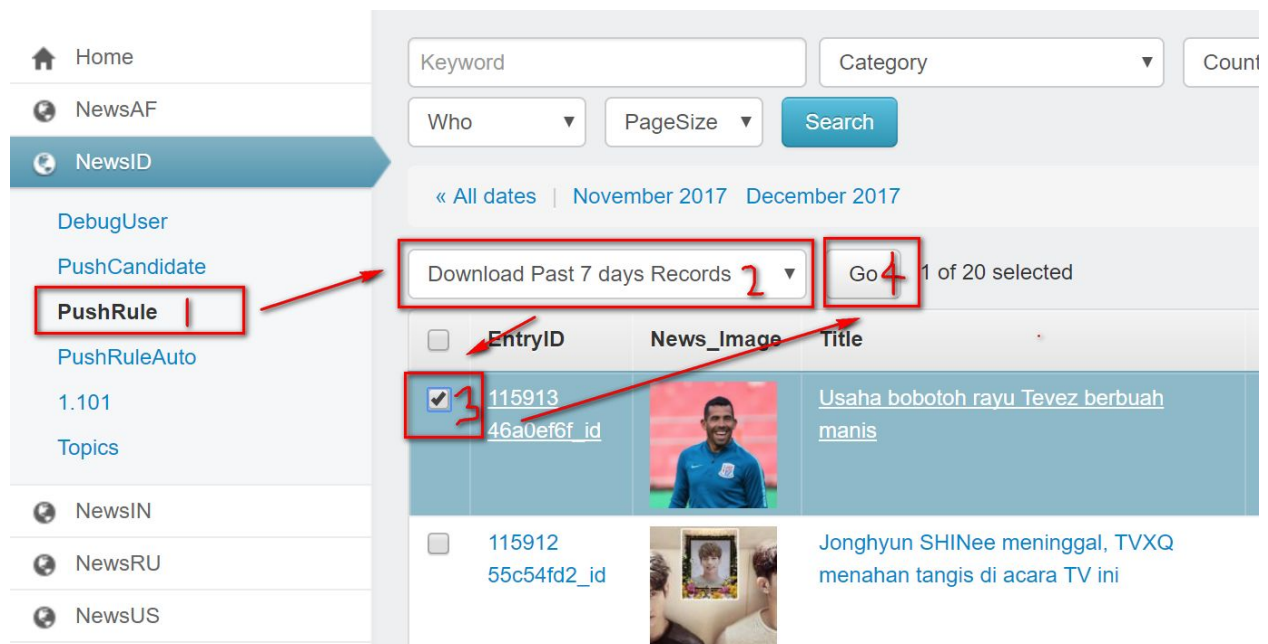 Home
NewsAF
NewsID
DebugUser
PushCandidate
PushRule 1
PushRuleAuto
1.101
Topics
NewsIN
NewsRU
NewsUS
Keyword
Category
Count
Who
PageSize
Search
« All dates | November 2017 December 2017
Download Past 7 days Records 2
Go 4 1 of 20 selected
EntryID News_Image Title
3 115913 Usaha bobotoh rayu Tevez berbuah
46a0ef6f_id manis
115912 Jonghyun SHINee meninggal, TVXQ
55c54fd2_id menahan tangis di acara TV ini